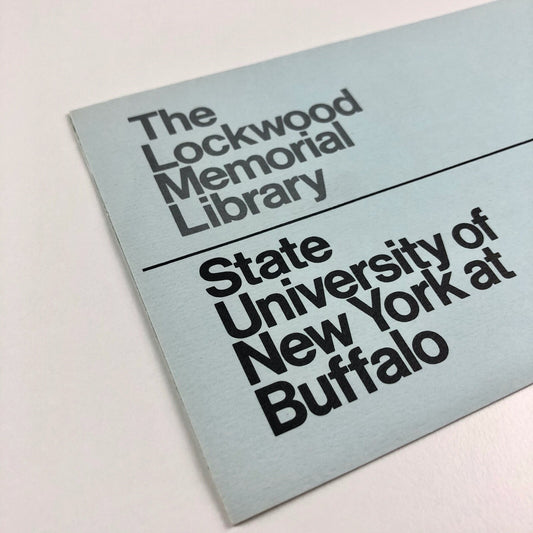 The
Lockwood
Memorial
Library
State
University of
New York at
Buffalo